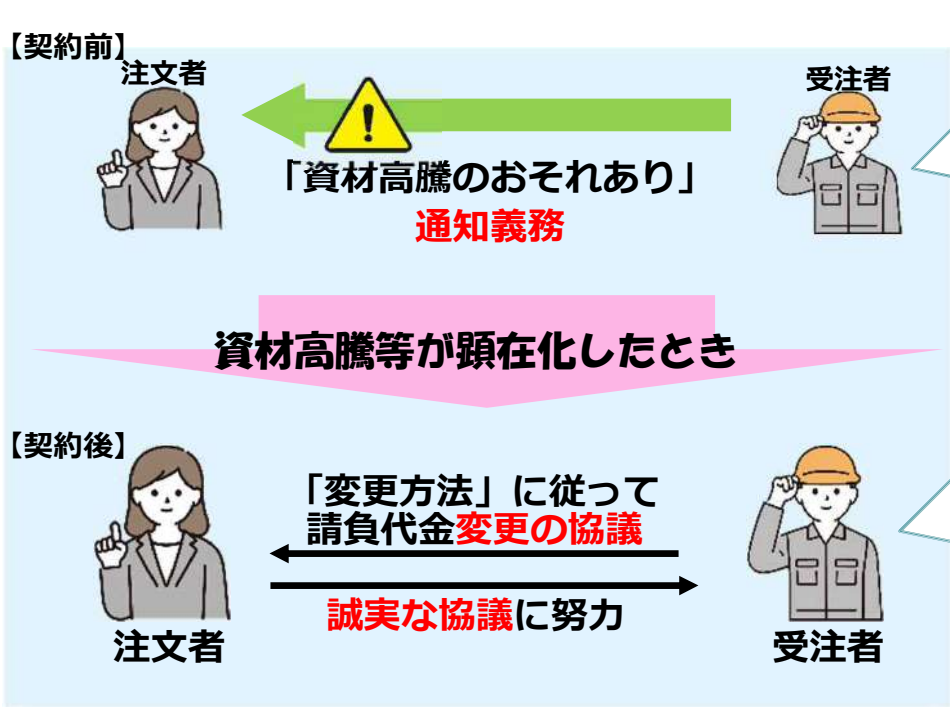 【契約前】
注文者
受注者
「資材高騰のおそれあり」
通知義務
資材高騰等が顕在化したとき
【契約後】
「変更方法」に従って
請負代金変更の協議
誠実な協議に努力
注文者
受注者